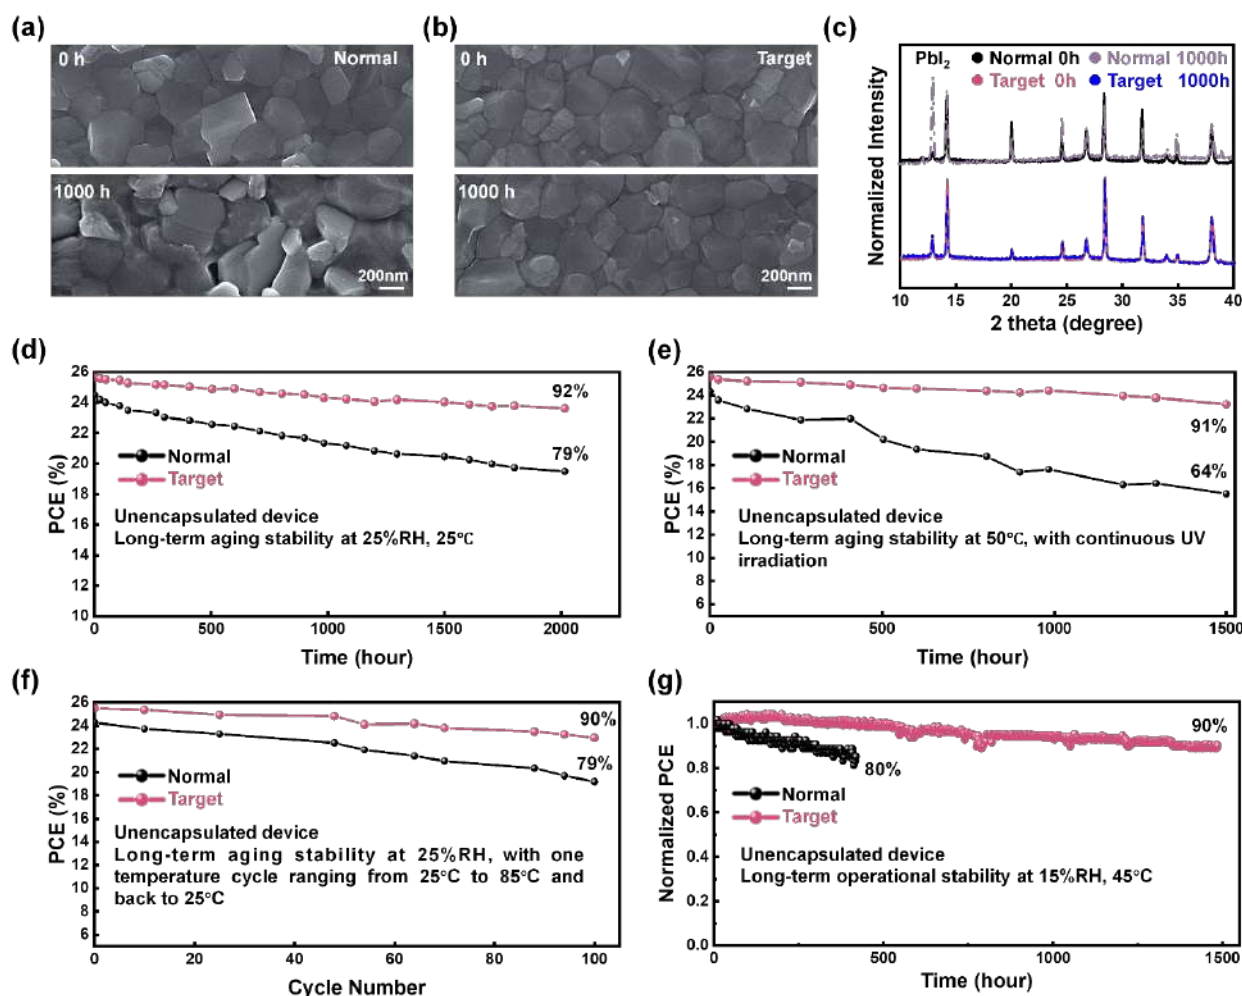 (a)
0 h
Normal
1000 h
200nm
(b)
0 h
Target
1000 h
200nm
(c)
PbI₂
Normal 0h
Normal 1000h
Target 0h
Target 1000h
Normalized Intensity
10 15 20 25 30 35 40
2 theta (degree)
(d)
26
24
22
20
18
16
14
12
10
PCE (%)
92%
79%
Normal
Target
Unencapsulated device
Long-term aging stability at 25%RH, 25℃
0 500 1000 1500 2000
Time (hour)
(e)
26
24
22
20
18
16
14
12
10
8
6
PCE (%)
91%
64%
Normal
Target
Unencapsulated device
Long-term aging stability at 50℃, with continuous UV
irradiation
0 500 1000 1500
Time (hour)
(f)
26
24
22
20
18
16
14
12
10
8
6
PCE (%)
90%
79%
Normal
Target
Unencapsulated device
Long-term aging stability at 25%RH, with one
temperature cycle ranging from 25°C to 85°C and
back to 25°C
0 20 40 60 80 100
Cycle Number
(g)
1.0
0.8
0.6
0.4
0.2
0.0
Normalized PCE
90%
80%
Normal
Target
Unencapsulated device
Long-term operational stability at 15%RH, 45℃
0 500 1000 1500
Time (hour)